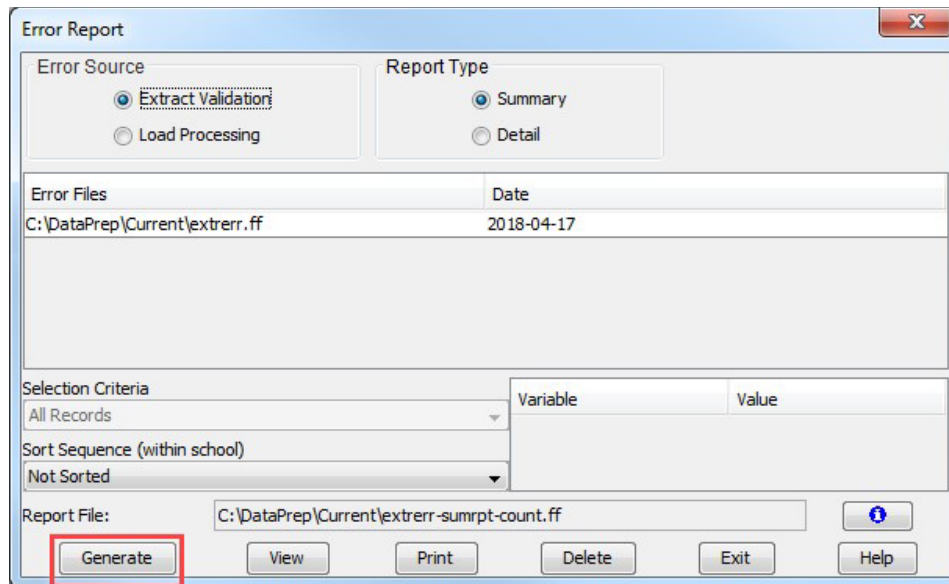 Error Report
Error Source
Report Type
Extract Validation
Summary
Load Processing
Detail
Error Files Date
C:\DataPrep\Current\extrerr.ff 2018-04-17
Selection Criteria
All Records
Variable Value
Sort Sequence (within school)
Not Sorted
Report File: C:\DataPrep\Current\extrerr-sumrpt-count.ff
Generate View Print Delete Exit Help